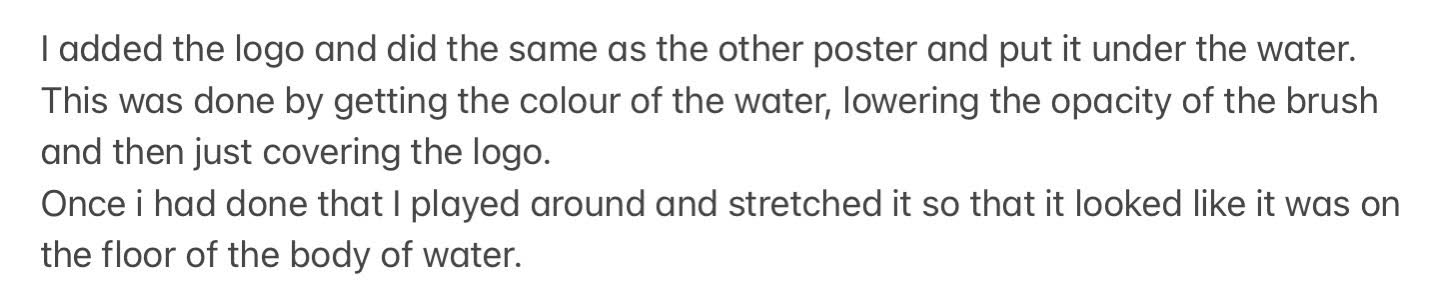 I added the logo and did the same as the other poster and put it under the water.
This was done by getting the colour of the water, lowering the opacity of the brush
and then just covering the logo.
Once i had done that I played around and stretched it so that it looked like it was on
the floor of the body of water.